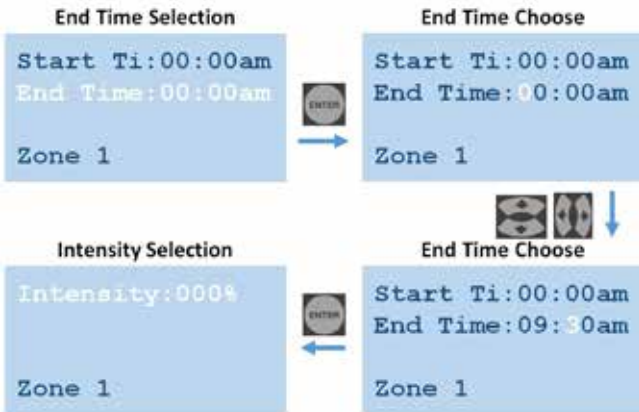 End Time Selection
Start Ti:00:00am
End Time:00:00am
Zone 1
ENTER
End Time Choose
Start Ti:00:00am
End Time:00:00am
Zone 1
Intensity Selection
Intensity:000%
Zone 1
ENTER
End Time Choose
Start Ti:00:00am
End Time:09:30am
Zone 1